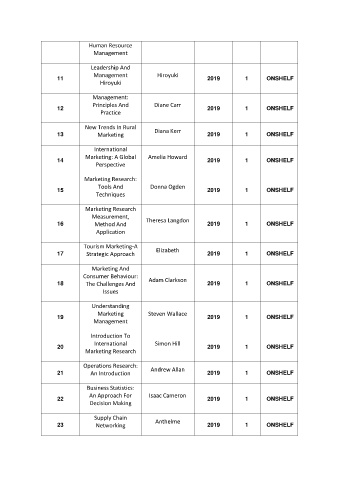 Human Resource
Management
11 Leadership And
Management
Hiroyuki Hiroyuki 2019 1 ONSHELF
12 Management:
Principles And
Practice Diane Carr 2019 1 ONSHELF
13 New Trends In Rural
Marketing Diana Kerr 2019 1 ONSHELF
14 International
Marketing: A Global
Perspective Amelia Howard 2019 1 ONSHELF
15 Marketing Research:
Tools And
Techniques Donna Ogden 2019 1 ONSHELF
16 Marketing Research
Measurement,
Method And
Application Theresa Langdon 2019 1 ONSHELF
17 Tourism Marketing-A
Strategic Approach Elizabeth 2019 1 ONSHELF
18 Marketing And
Consumer Behaviour:
The Challenges And
Issues Adam Clarkson 2019 1 ONSHELF
19 Understanding
Marketing
Management Steven Wallace 2019 1 ONSHELF
20 Introduction To
International
Marketing Research Simon Hill 2019 1 ONSHELF
21 Operations Research:
An Introduction Andrew Allan 2019 1 ONSHELF
22 Business Statistics:
An Approach For
Decision Making Isaac Cameron 2019 1 ONSHELF
23 Supply Chain
Networking Anthelme 2019 1 ONSHELF